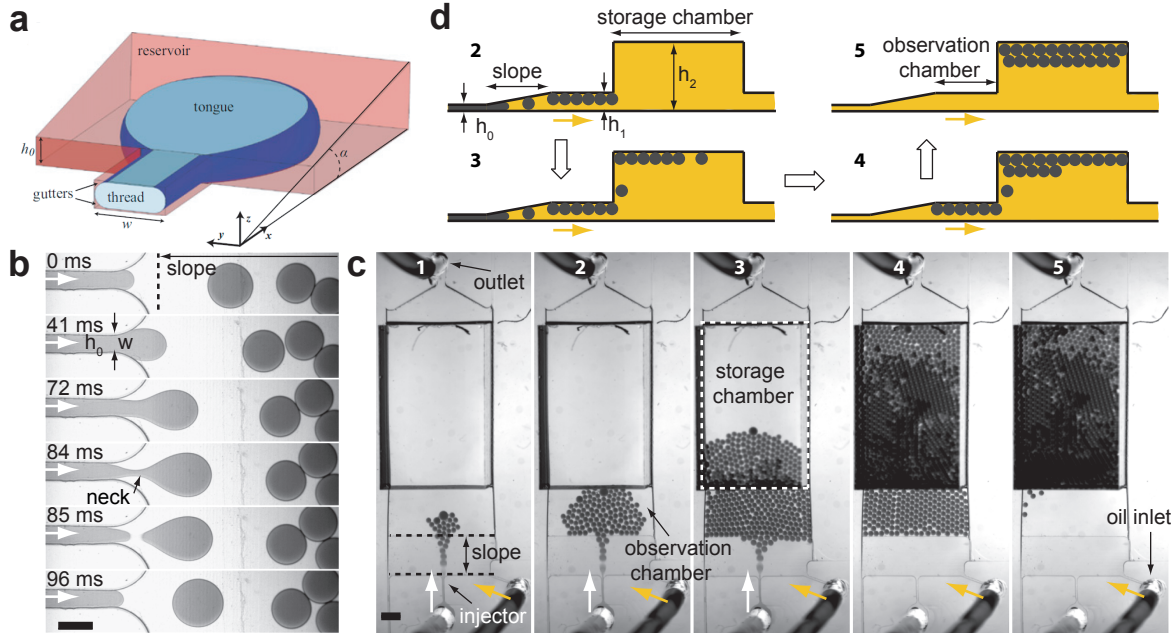 a
reservoir
tongue
h0
α
gutters
thread
w
z
y
x
b
0 ms
slope
41 ms
h0 w
72 ms
84 ms
neck
85 ms
96 ms
c
1
outlet
slope
injector
2
observation
chamber
3
storage
chamber
4
5
oil inlet
d
storage chamber
2
slope
h2
h0
h1
3
4
5
observation
chamber